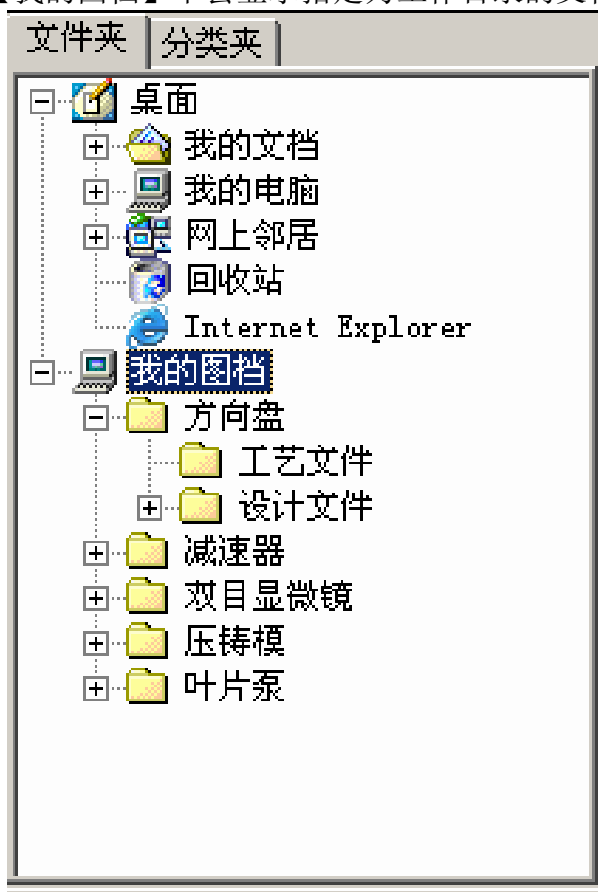 文件夹 分类夹
桌面
我的文档
我的电脑
网上邻居
回收站
Internet Explorer
我的图档
方向盘
工艺文件
设计文件
减速器
双目显微镜
压铸模
叶片泵